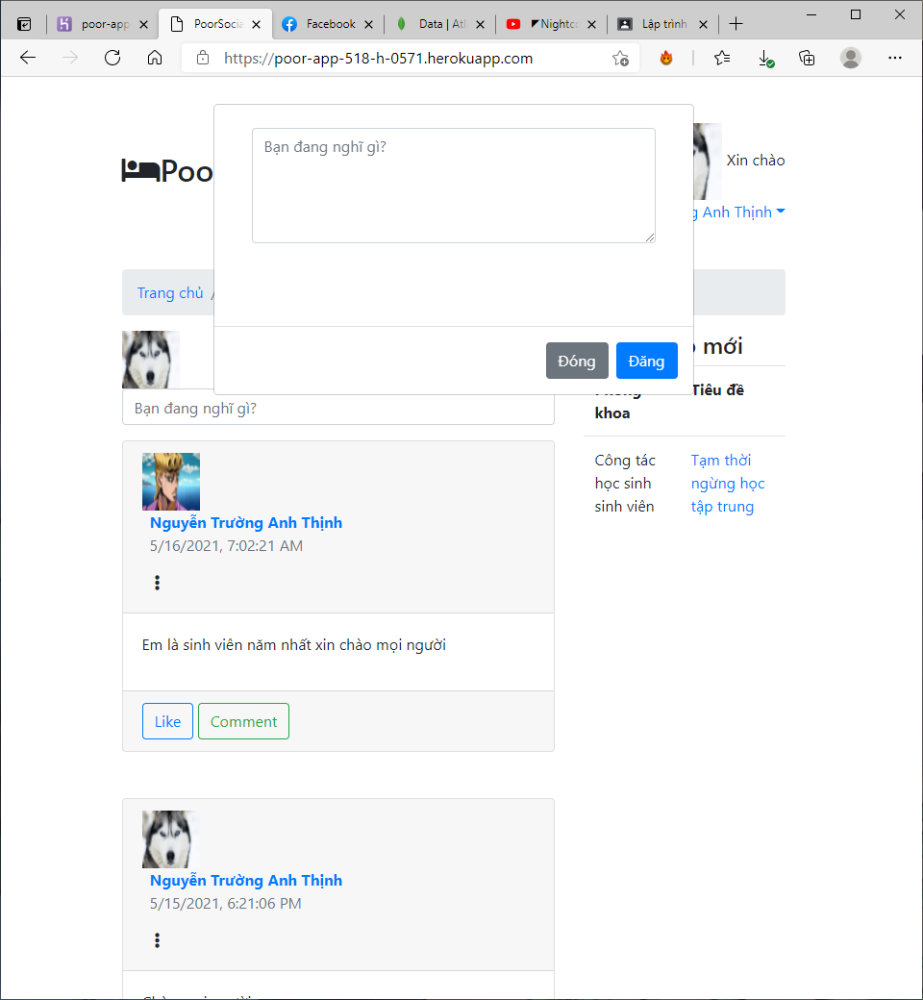 poor-app
PoorSocia
Facebook
Data | Atl
Nightco
Lập trình
https://poor-app-518-h-0571.herokuapp.com
Bạn đang nghĩ gì?
Poor
Xin chào
g Anh Thịnh
Trang chủ /
Đóng
Đăng
mới
Tiêu đề
khoa
Bạn đang nghĩ gì?
Nguyễn Trường Anh Thịnh
5/16/2021, 7:02:21 AM
Em là sinh viên năm nhất xin chào mọi người
Like
Comment
Công tác
học sinh
sinh viên
Tạm thời
ngừng học
tập trung
Nguyễn Trường Anh Thịnh
5/15/2021, 6:21:06 PM